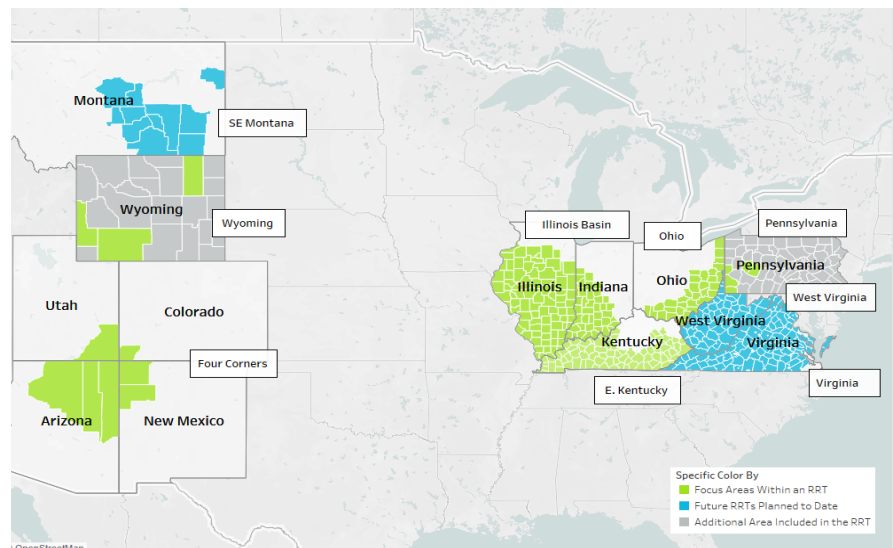 Montana
SE Montana
Wyoming
Wyoming
Utah
Colorado
Four Corners
Arizona
New Mexico
Illinois Basin
Ohio
Pennsylvania
Illinois
Indiana
Ohio
Pennsylvania
West Virginia
West Virginia
Kentucky
Virginia
E. Kentucky
Virginia
Specific Color By
Focus Areas Within an RRT
Future RRTs Planned to Date
Additional Area Included in the RRT
OpenStreetMap